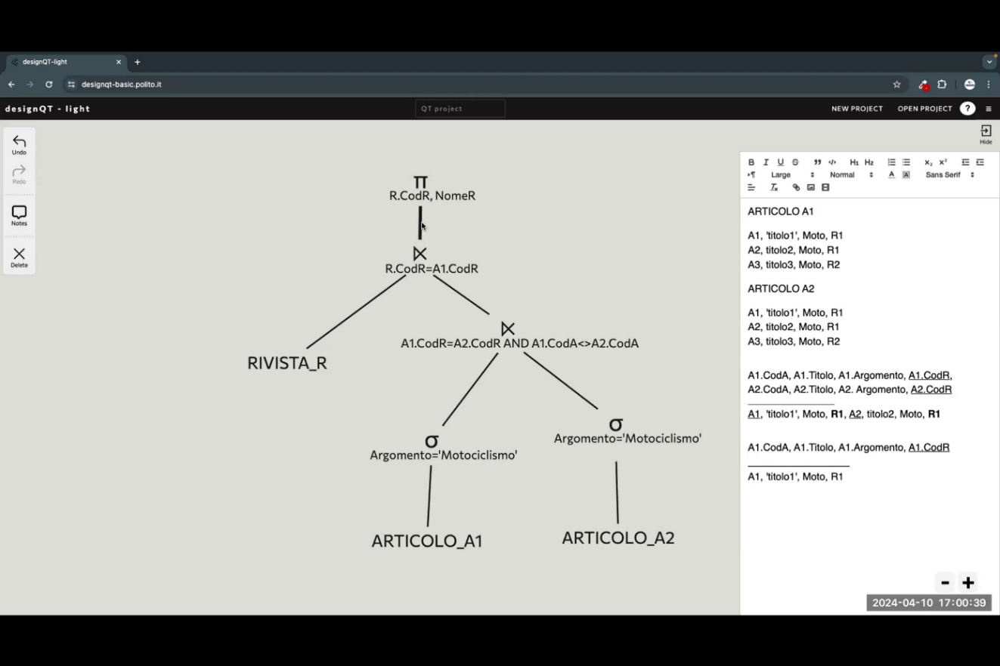 designQT-light
designqt-basic.polito.it
designQT - light
QT project
NEW PROJECT
OPEN PROJECT
?
Undo
Redo
Notes
Delete
Hide
π
R.CodR, NomeR
⋈
R.CodR=A1.CodR
RIVISTA_R
⋈
A1.CodR=A2.CodR AND A1.CodA<>A2.CodA
σ
Argomento='Motociclismo'
σ
Argomento='Motociclismo'
ARTICOLO_A1
ARTICOLO_A2
B I U S H1 H2 X2 X2
Large Normal A A Sans Serif
Tx
ARTICOLO A1
A1, 'titolo1', Moto, R1
A2, titolo2, Moto, R1
A3, titolo3, Moto, R2
ARTICOLO A2
A1, 'titolo1', Moto, R1
A2, titolo2, Moto, R1
A3, titolo3, Moto, R2
A1.CodA, A1.Titolo, A1.Argomento, A1.CodR,
A2.CodA, A2.Titolo, A2. Argomento, A2.CodR
A1, 'titolo1', Moto, R1, A2, titolo2, Moto, R1
A1.CodA, A1.Titolo, A1.Argomento, A1.CodR
A1, 'titolo1', Moto, R1
2024-04-10 17:00:39